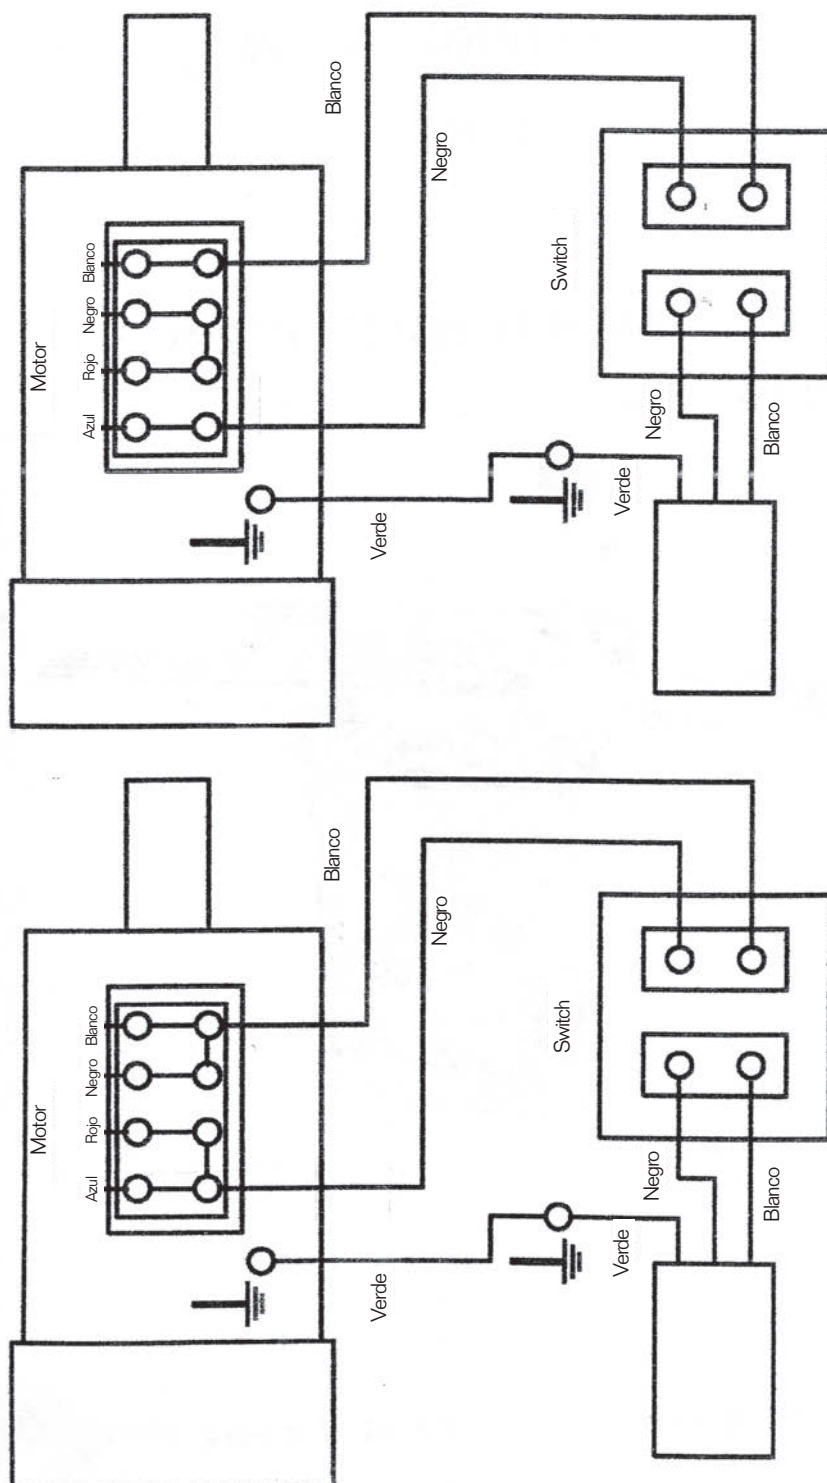 Motor
Blanco
Negro
Rojo
Azul
Blanco
Negro
Verde
Switch
Negro
Blanco
Verde
Motor
Blanco
Negro
Rojo
Azul
Blanco
Negro
Verde
Switch
Negro
Blanco
Verde